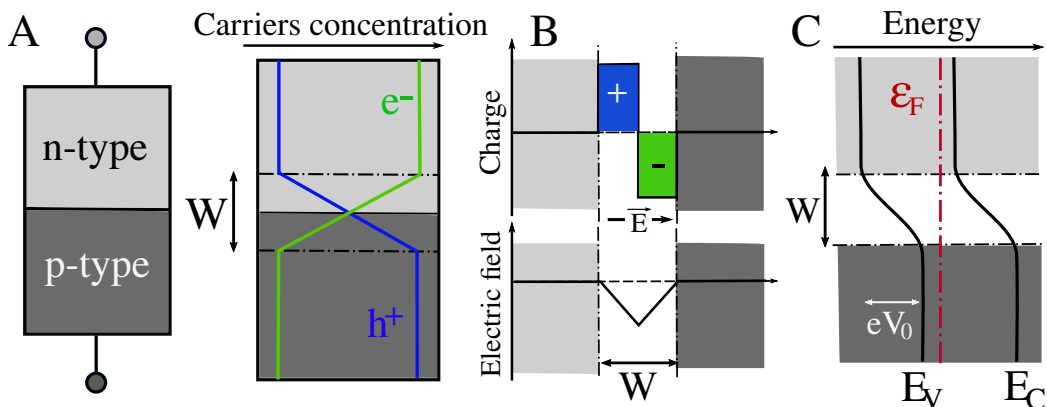 A
n-type
p-type
W
Carriers concentration
e-
h+
B
Charge
+
-
E
Electric field
W
C
Energy
εF
W
eV0
EV
EC